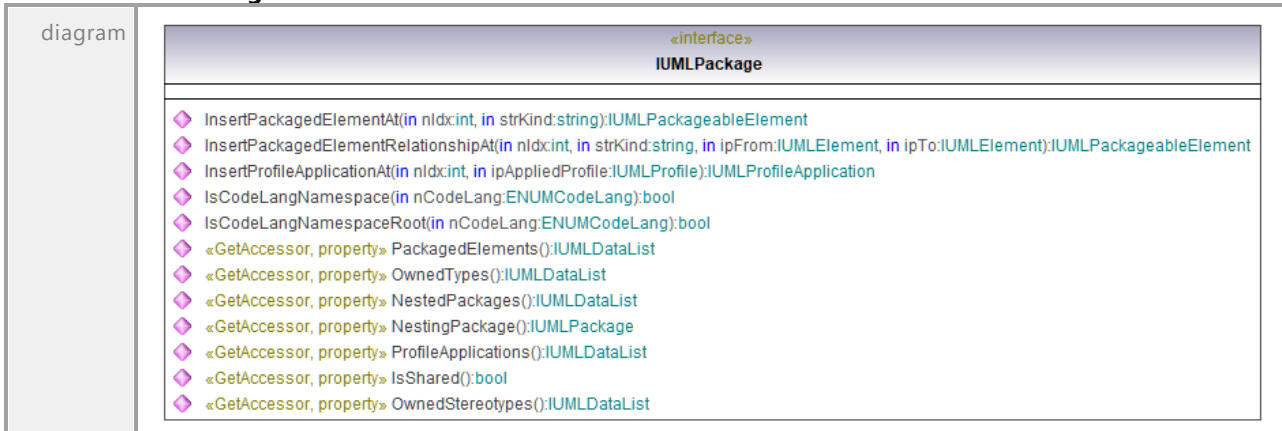 diagram
«interface»
IUMLPackage
InsertPackagedElementAt(in nIdx:int, in strKind:string):IUMLPackageableElement
InsertPackagedElementRelationshipAt(in nIdx:int, in strKind:string, in ipFrom:IUMLElement, in ipTo:IUMLElement):IUMLPackageableElement
InsertProfileApplicationAt(in nIdx:int, in ipAppliedProfile:IUMLProfile):IUMLProfileApplication
IsCodeLangNamespace(in nCodeLang:ENUMCodeLang):bool
IsCodeLangNamespaceRoot(in nCodeLang:ENUMCodeLang):bool
«GetAccessor, property» PackagedElements():IUMLDataList
«GetAccessor, property» OwnedTypes():IUMLDataList
«GetAccessor, property» NestedPackages():IUMLDataList
«GetAccessor, property» NestingPackage():IUMLPackage
«GetAccessor, property» ProfileApplications():IUMLDataList
«GetAccessor, property» IsShared():bool
«GetAccessor, property» OwnedStereotypes():IUMLDataList